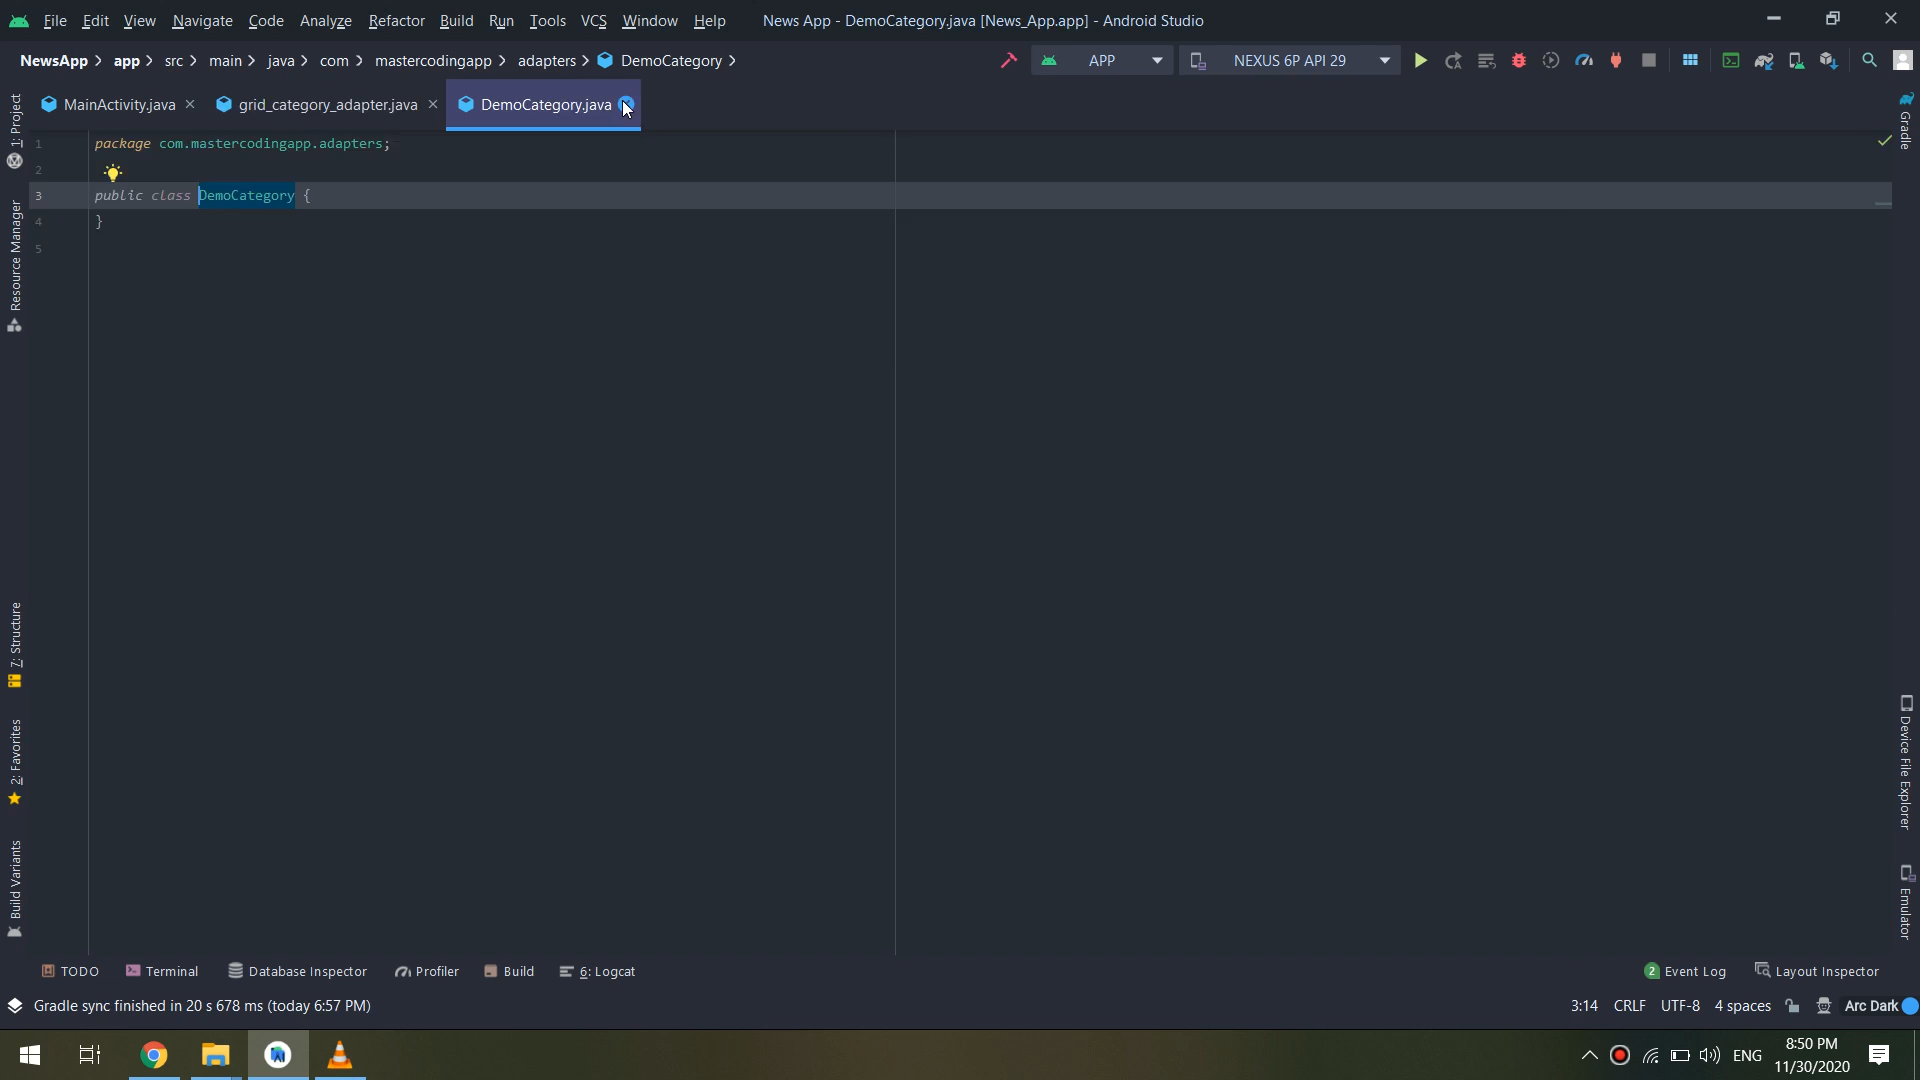 File Edit View Navigate Code Analyze Refactor Build Run Tools VCS Window Help News App - DemoCategory.java [News_App.app] - Android Studio
NewsApp app src main java com mastercodingapp adapters DemoCategory APP NEXUS 6P API 29
MainActivity.java grid_category_adapter.java DemoCategory.java
1 package com.mastercodingapp.adapters;
2
3 public class DemoCategory {
4 }
5
1: Project
Resource Manager
7: Structure
2: Favorites
Build Variants
Gradle
Device File Explorer
Emulator
TODO Terminal Database Inspector Profiler Build 6: Logcat 2 Event Log Layout Inspector
Gradle sync finished in 20 s 678 ms (today 6:57 PM) 3:14 CRLF UTF-8 4 spaces Arc Dark
ENG 8:50 PM
11/30/2020